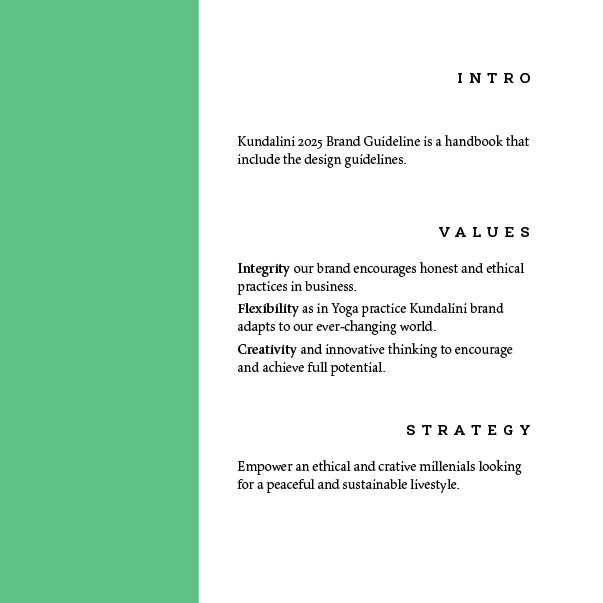 INTRO
Kundalini 2025 Brand Guideline is a handbook that
include the design guidelines.
VALUES
Integrity our brand encourages honest and ethical
practices in business.
Flexibility as in Yoga practice Kundalini brand
adapts to our ever-changing world.
Creativity and innovative thinking to encourage
and achieve full potential.
STRATEGY
Empower an ethical and crative millenials looking
for a peaceful and sustainable livestyle.